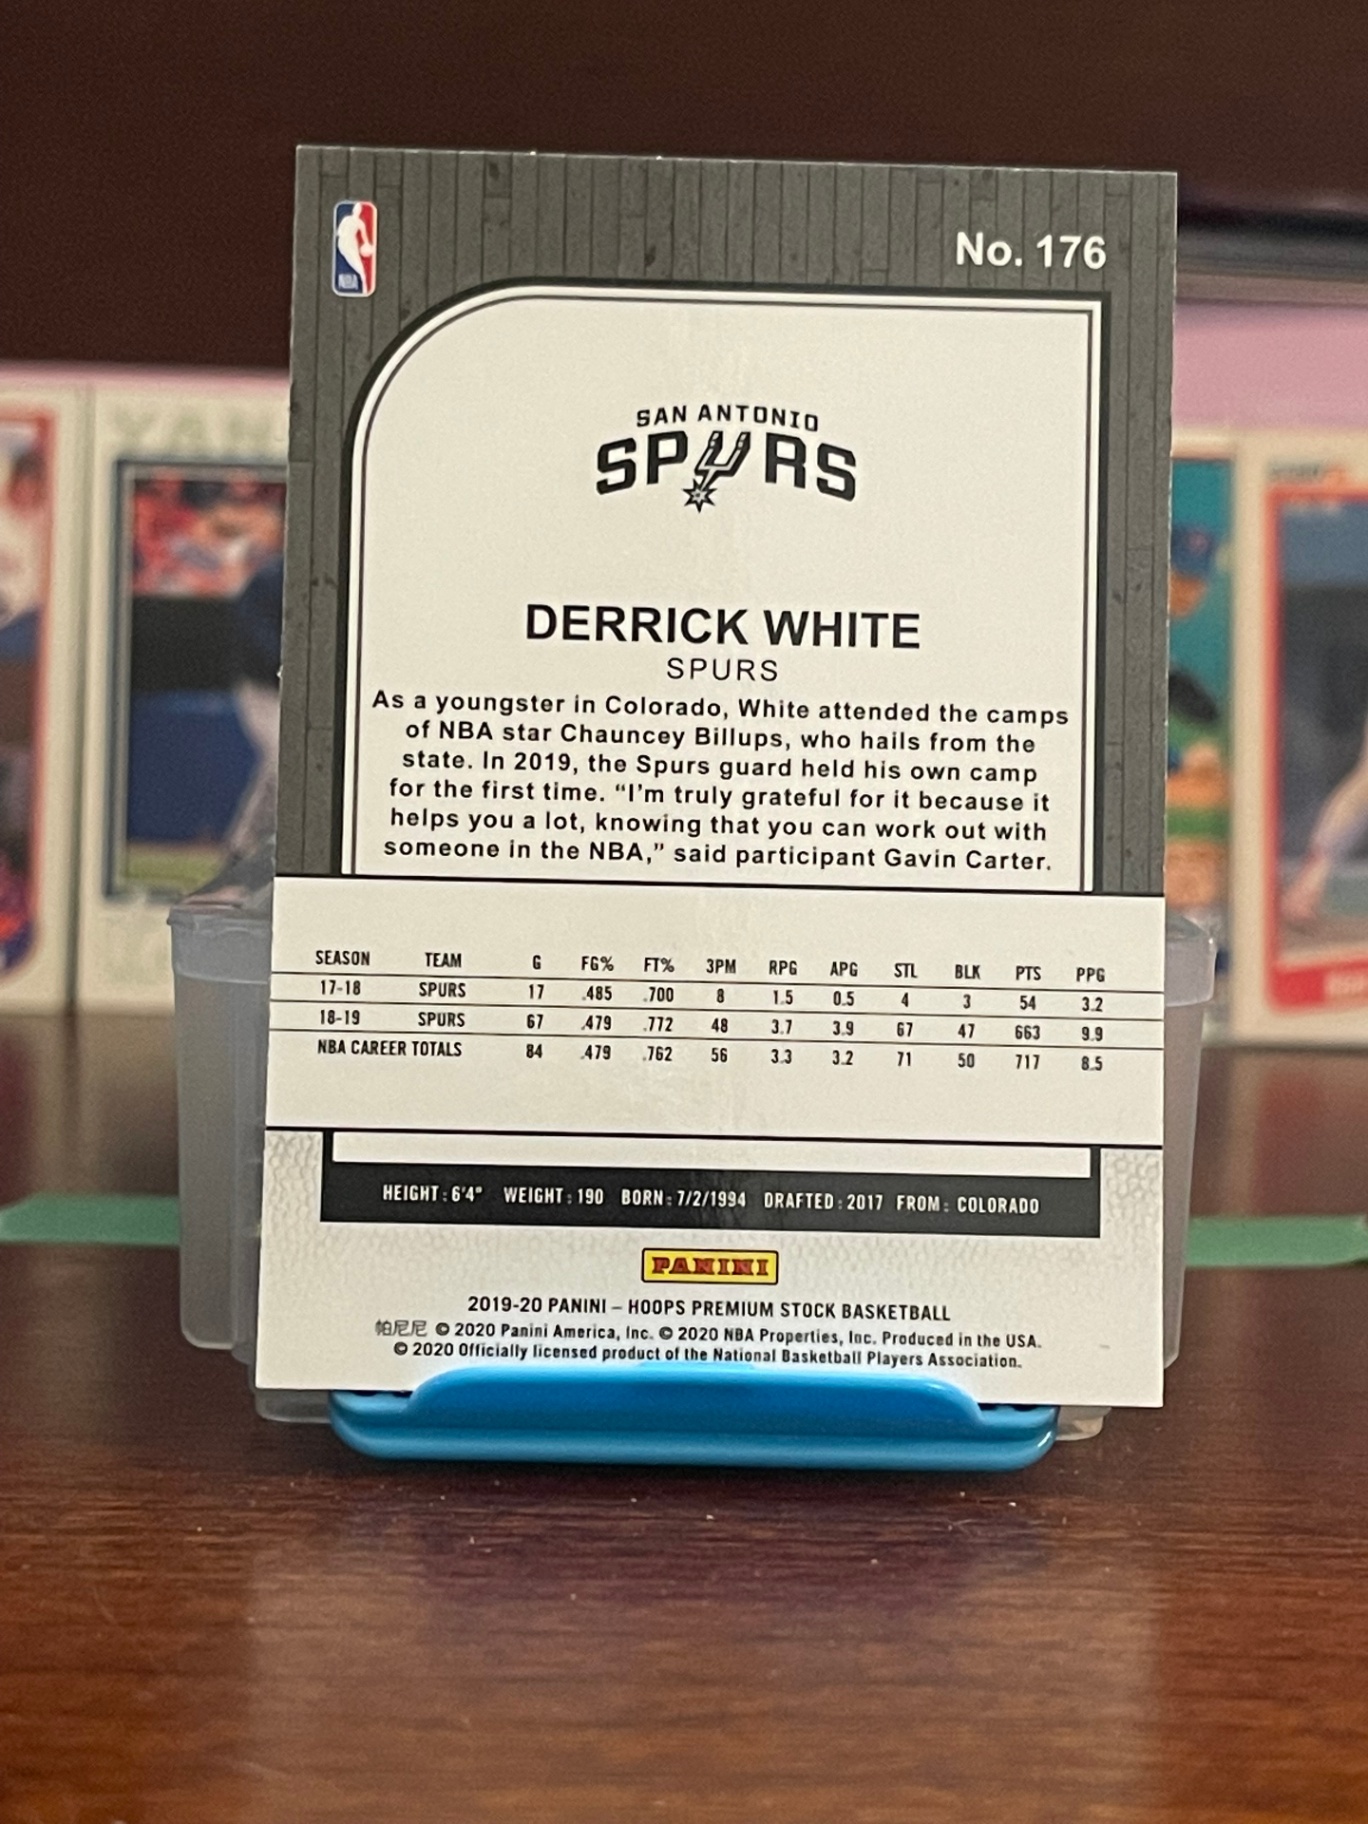 NBA
No. 176
SAN ANTONIO
SPURS
DERRICK WHITE
SPURS
As a youngster in Colorado, White attended the camps
of NBA star Chauncey Billups, who hails from the
state. In 2019, the Spurs guard held his own camp
for the first time. “I’m truly grateful for it because it
helps you a lot, knowing that you can work out with
someone in the NBA,” said participant Gavin Carter.
SEASON TEAM G FG% FT% 3PM RPG APG STL BLK PTS PPG
17-18 SPURS 17 .485 .700 8 1.5 0.5 4 3 54 3.2
18-19 SPURS 67 .479 .772 48 3.7 3.9 67 47 663 9.9
NBA CAREER TOTALS 84 .479 .762 56 3.3 3.2 71 50 717 8.5
HEIGHT: 6'4" WEIGHT: 190 BORN: 7/2/1994 DRAFTED: 2017 FROM: COLORADO
PANINI
2019-20 PANINI – HOOPS PREMIUM STOCK BASKETBALL
帕尼尼 © 2020 Panini America, Inc. © 2020 NBA Properties, Inc. Produced in the USA.
© 2020 Officially licensed product of the National Basketball Players Association.